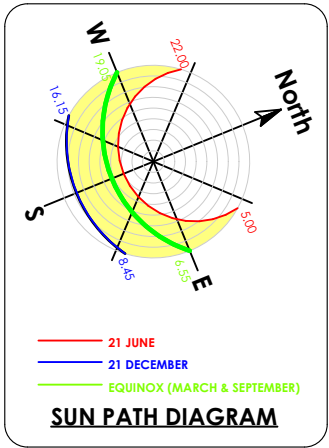 W
22.00
19.05
16.15
North
S
5.00
8.45
6.55
E
21 JUNE
21 DECEMBER
EQUINOX (MARCH & SEPTEMBER)
SUN PATH DIAGRAM